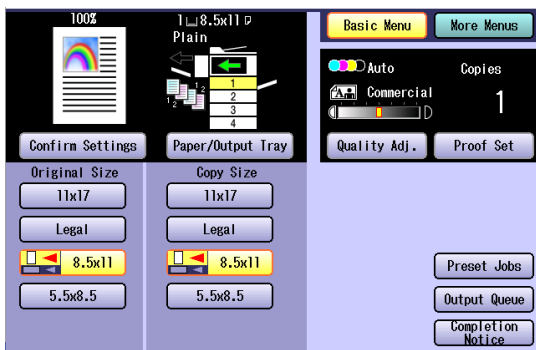 100%
1 8.5x11
Plain
Basic Menu
More Menus
Auto
Copies
Commercial
1
1 2
1 2
1
2
3
4
Confirm Settings
Paper/Output Tray
Quality Adj.
Proof Set
Original Size
Copy Size
11x17
11x17
Legal
Legal
8.5x11
8.5x11
5.5x8.5
5.5x8.5
Preset Jobs
Output Queue
Completion
Notice